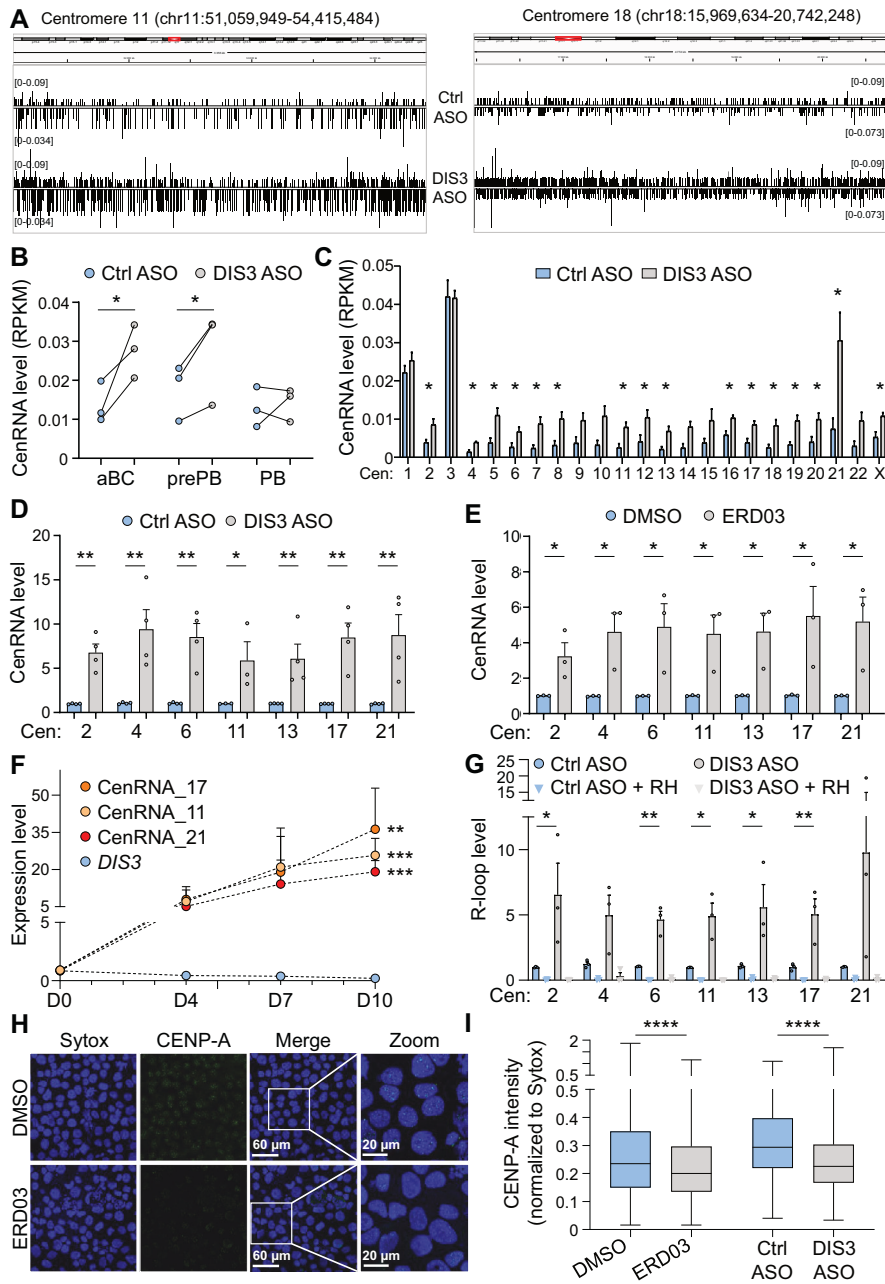 A
Centromere 11 (chr11:51,059,949-54,415,484)
Centromere 18 (chr18:15,969,634-20,742,248)
[0-0.09]
[0-0.034]
[0-0.09]
[0-0.034]
Ctrl
ASO
DIS3
ASO
[0-0.09]
[0-0.073]
[0-0.09]
[0-0.073]
B
Ctrl ASO DIS3 ASO
CenRNA level (RPKM)
0.04
0.03
0.02
0.01
0
* *
aBC prePB PB
C
Ctrl ASO DIS3 ASO
CenRNA level (RPKM)
0.05
0.04
0.03
0.02
0.01
0
* * * * * * * * * * * * * * * *
Cen: 1 2 3 4 5 6 7 8 9 10 11 12 13 14 15 16 17 18 19 20 21 22 X
D
Ctrl ASO DIS3 ASO
CenRNA level
20
15
10
5
0
** ** ** * ** ** **
Cen: 2 4 6 11 13 17 21
E
DMSO ERD03
CenRNA level
10
8
6
4
2
0
* * * * * * *
Cen: 2 4 6 11 13 17 21
F
CenRNA_17
CenRNA_11
CenRNA_21
DIS3
Expression level
50
35
20
5
5
0
**
***
***
D0 D4 D7 D10
G
Ctrl ASO DIS3 ASO
Ctrl ASO + RH DIS3 ASO + RH
R-loop level
25
20
15
10
10
5
0
* ** * * **
Cen: 2 4 6 11 13 17 21
H
Sytox CENP-A Merge Zoom
DMSO
60 µm 20 µm
ERD03
60 µm 20 µm
I
CENP-A intensity
(normalized to Sytox)
2
0.5
0.5
0.4
0.3
0.2
0.1
0
**** ****
DMSO ERD03 Ctrl ASO DIS3 ASO